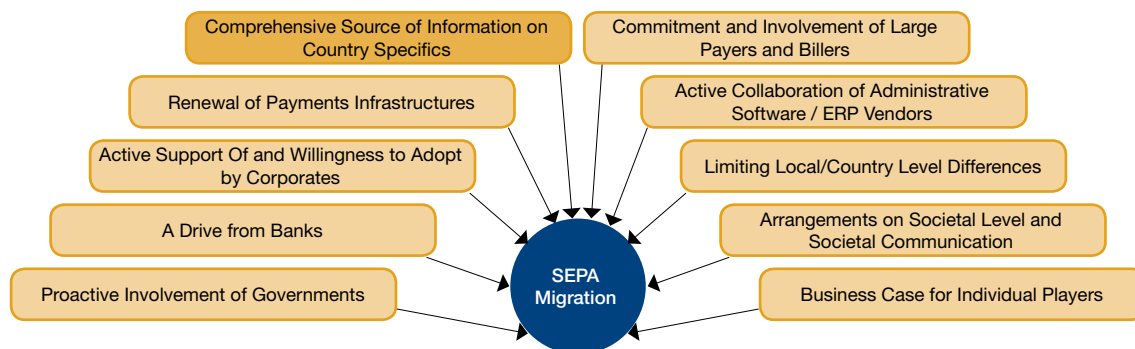 Comprehensive Source of Information on
Country Specifics
Commitment and Involvement of Large
Payers and Billers
Renewal of Payments Infrastructures
Active Collaboration of Administrative
Software / ERP Vendors
Active Support Of and Willingness to Adopt
by Corporates
Limiting Local/Country Level Differences
A Drive from Banks
Arrangements on Societal Level and
Societal Communication
Proactive Involvement of Governments
Business Case for Individual Players
SEPA
Migration